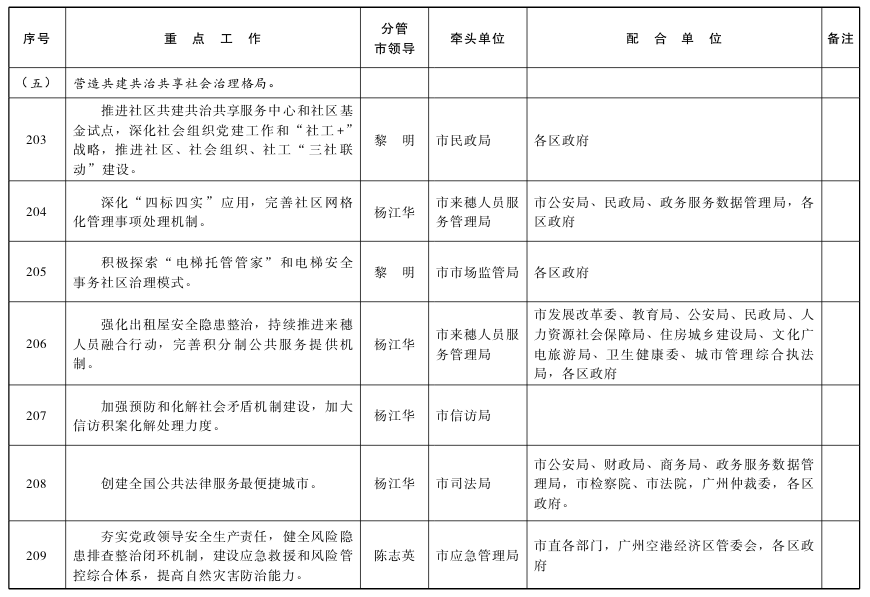 序号 重点工作 分管市领导 牵头单位 配合单位 备注
（五） 营造共建共治共享社会治理格局。
203
推进社区共建共治共享服务中心和社区基
金试点，深化社会组织党建工作和“社工+”
战略，推进社区、社会组织、社工“三社联
动”建设。
黎 明
市民政局
各区政府
204
深化“四标四实”应用，完善社区网格
化管理事项处理机制。
杨江华
市来穗人员服
务管理局
市公安局、民政局、政务服务数据管理局，各
区政府
205
积极探索“电梯托管管家”和电梯安全
事务社区治理模式。
黎 明
市市场监管局
各区政府
206
强化出租屋安全隐患整治，持续推进来穗
人员融合行动，完善积分制公共服务提供机
制。
杨江华
市来穗人员服
务管理局
市发展改革委、教育局、公安局、民政局、人
力资源社会保障局、住房城乡建设局、文化广
电旅游局、卫生健康委、城市管理综合执法
局，各区政府
207
加强预防和化解社会矛盾机制建设，加大
信访积案化解处理力度。
杨江华
市信访局
208
创建全国公共法律服务最便捷城市。
杨江华
市司法局
市公安局、财政局、商务局、政务服务数据管
理局，市检察院、市法院，广州仲裁委，各区
政府。
209
夯实党政领导安全生产责任，健全风险隐
患排查整治闭环机制，建设应急救援和风险管
控综合体系，提高自然灾害防治能力。
陈志英
市应急管理局
市直各部门，广州空港经济区管委会，各区政
府